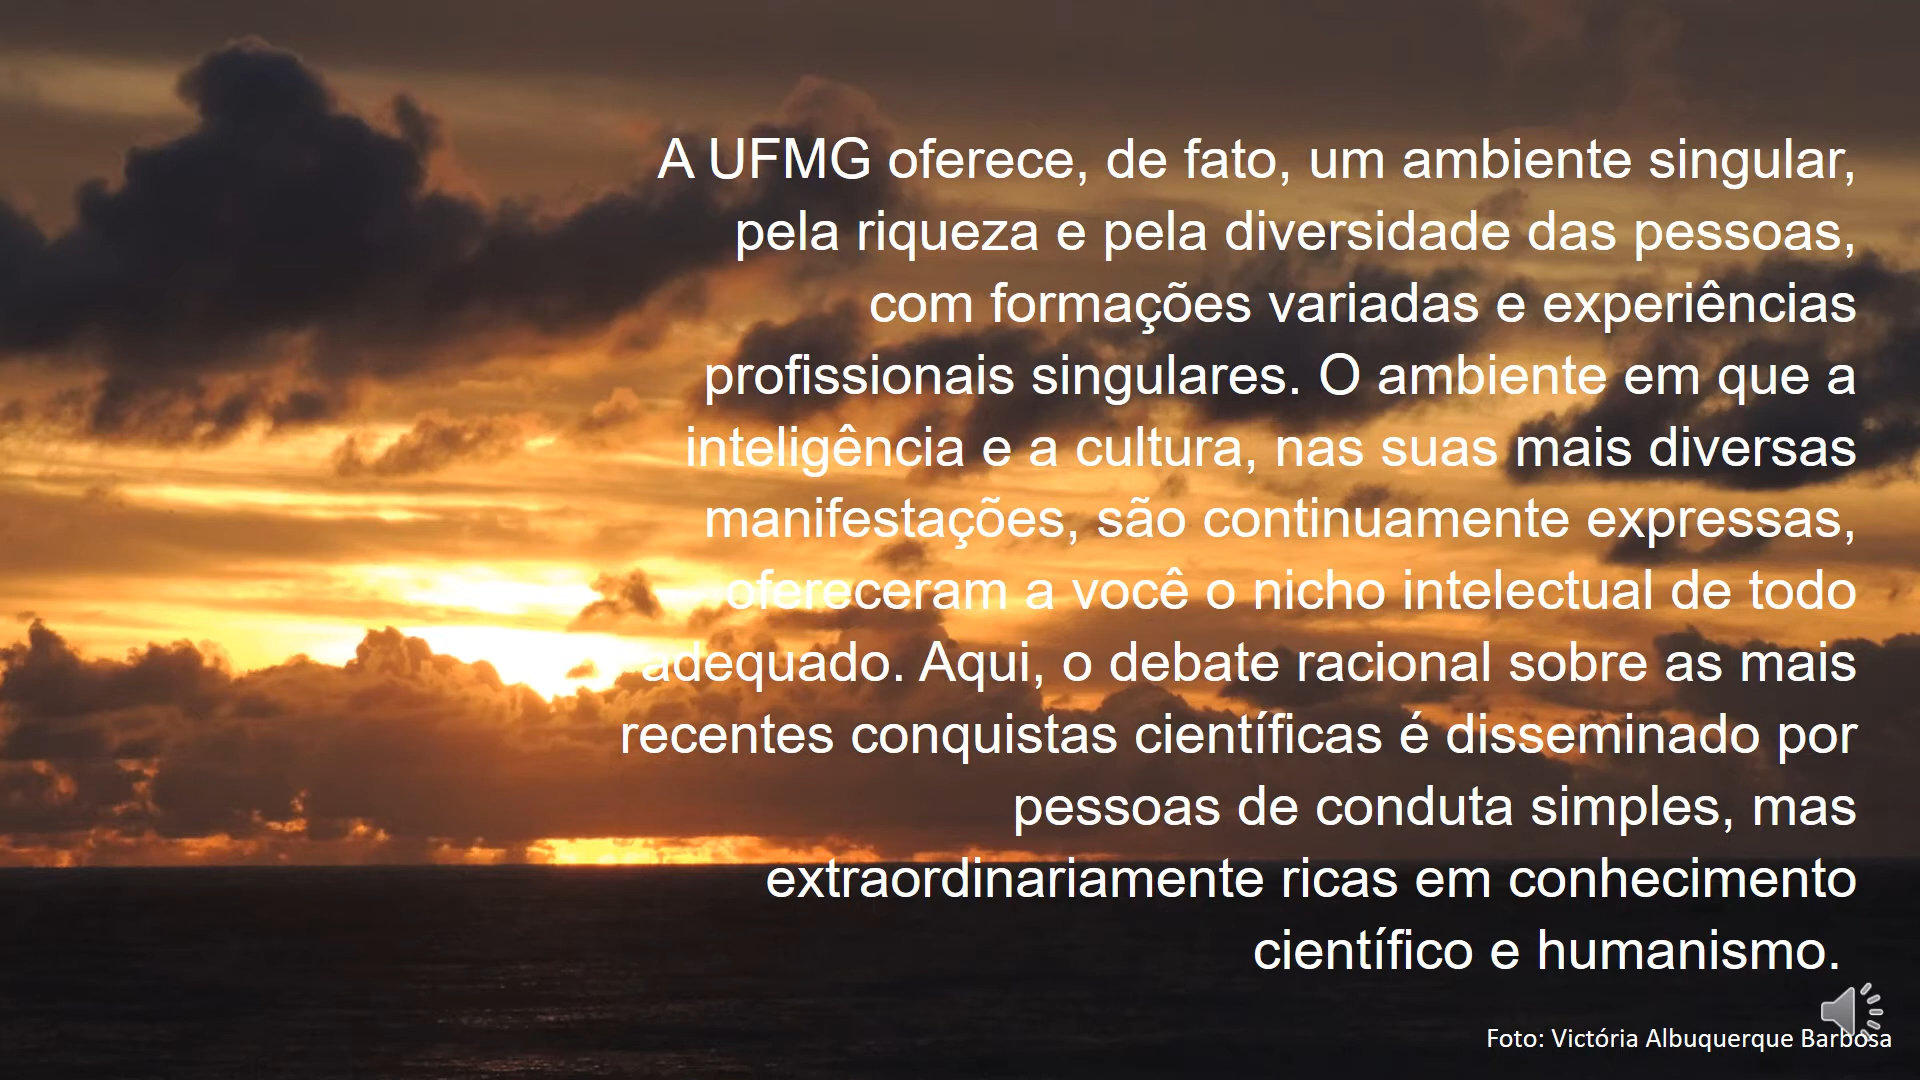 A UFMG oferece, de fato, um ambiente singular,
pela riqueza e pela diversidade das pessoas,
com formações variadas e experiências
profissionais singulares. O ambiente em que a
inteligência e a cultura, nas suas mais diversas
manifestações, são continuamente expressas,
ofereceram a você o nicho intelectual de todo
adequado. Aqui, o debate racional sobre as mais
recentes conquistas científicas é disseminado por
pessoas de conduta simples, mas
extraordinariamente ricas em conhecimento
científico e humanismo.
Foto: Victória Albuquerque Barbosa